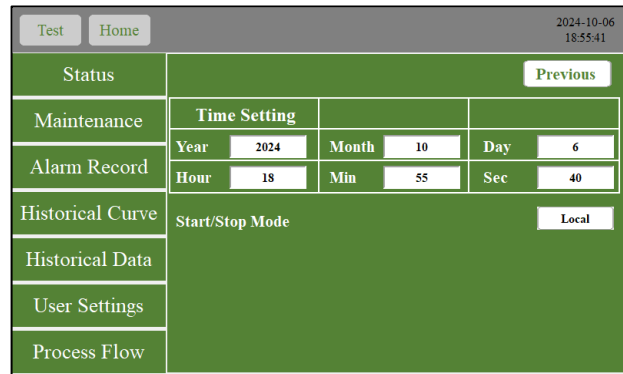 Test Home 2024-10-06
18:55:41
Status
Maintenance
Alarm Record
Historical Curve
Historical Data
User Settings
Process Flow
Previous
Time Setting
Year 2024 Month 10 Day 6
Hour 18 Min 55 Sec 40
Start/Stop Mode Local